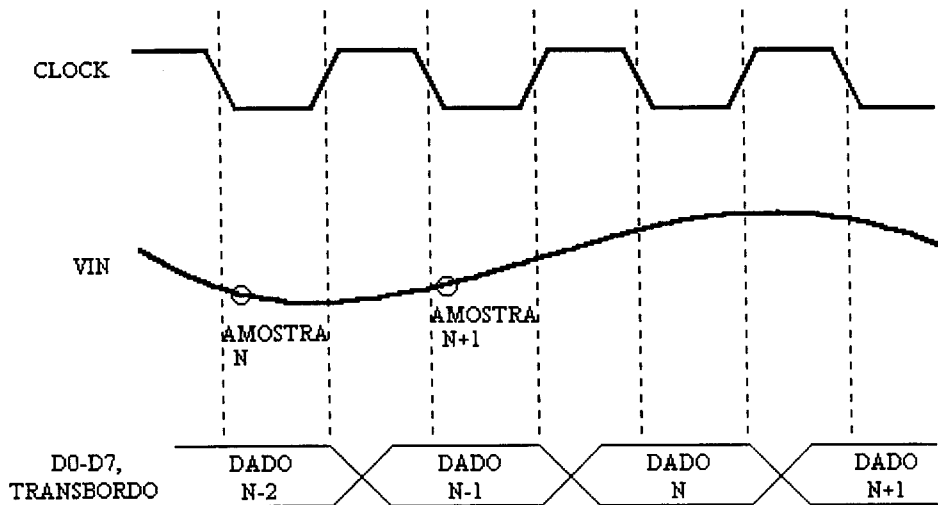 CLOCK
VIN
AMOSTRA
N
AMOSTRA
N+1
D0-D7,
TRANSBORDO
DADO
N-2
DADO
N-1
DADO
N
DADO
N+1